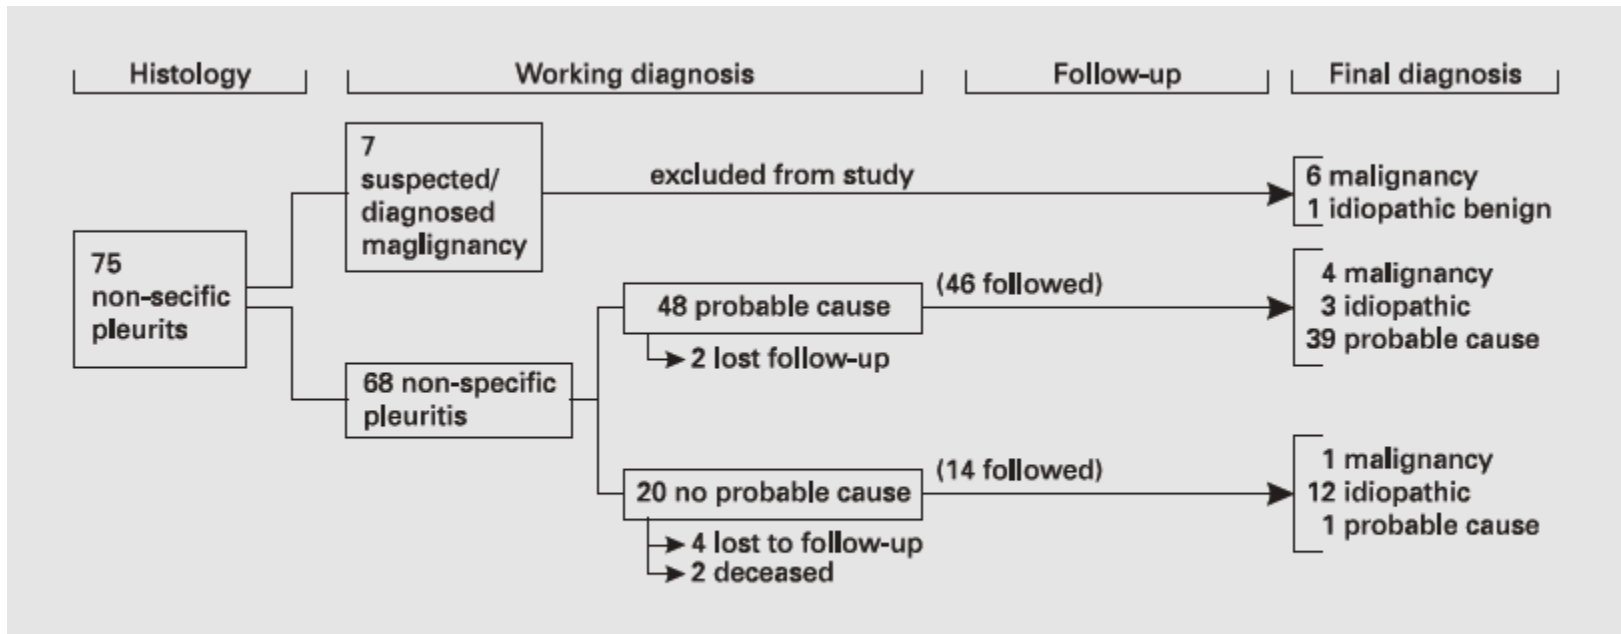 Histology
Working diagnosis
Follow-up
Final diagnosis
7
suspected/
diagnosed
maglignancy
excluded from study
6 malignancy
1 idiopathic benign
75
non-secific
pleurits
48 probable cause
(46 followed)
2 lost follow-up
4 malignancy
3 idiopathic
39 probable cause
68 non-specific
pleuritis
20 no probable cause
(14 followed)
4 lost to follow-up
2 deceased
1 malignancy
12 idiopathic
1 probable cause